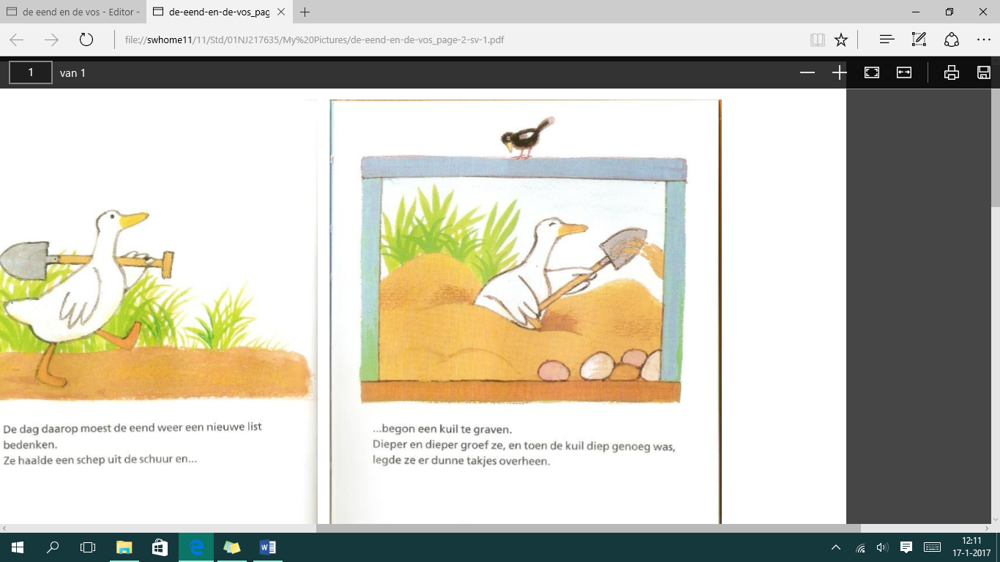 de eend en de vos - Editor -
de-eend-en-de-vos_pag
file://swhome11/11/Std/01NJ217635/My%20Pictures/de-eend-en-de-vos_page-2-sv-1.pdf
1 van 1
De dag daarop moest de eend weer een nieuwe list
bedenken.
Ze haalde een schep uit de schuur en...
...begon een kuil te graven.
Dieper en dieper groef ze, en toen de kuil diep genoeg was,
legde ze er dunne takjes overheen.
12:11
17-1-2017